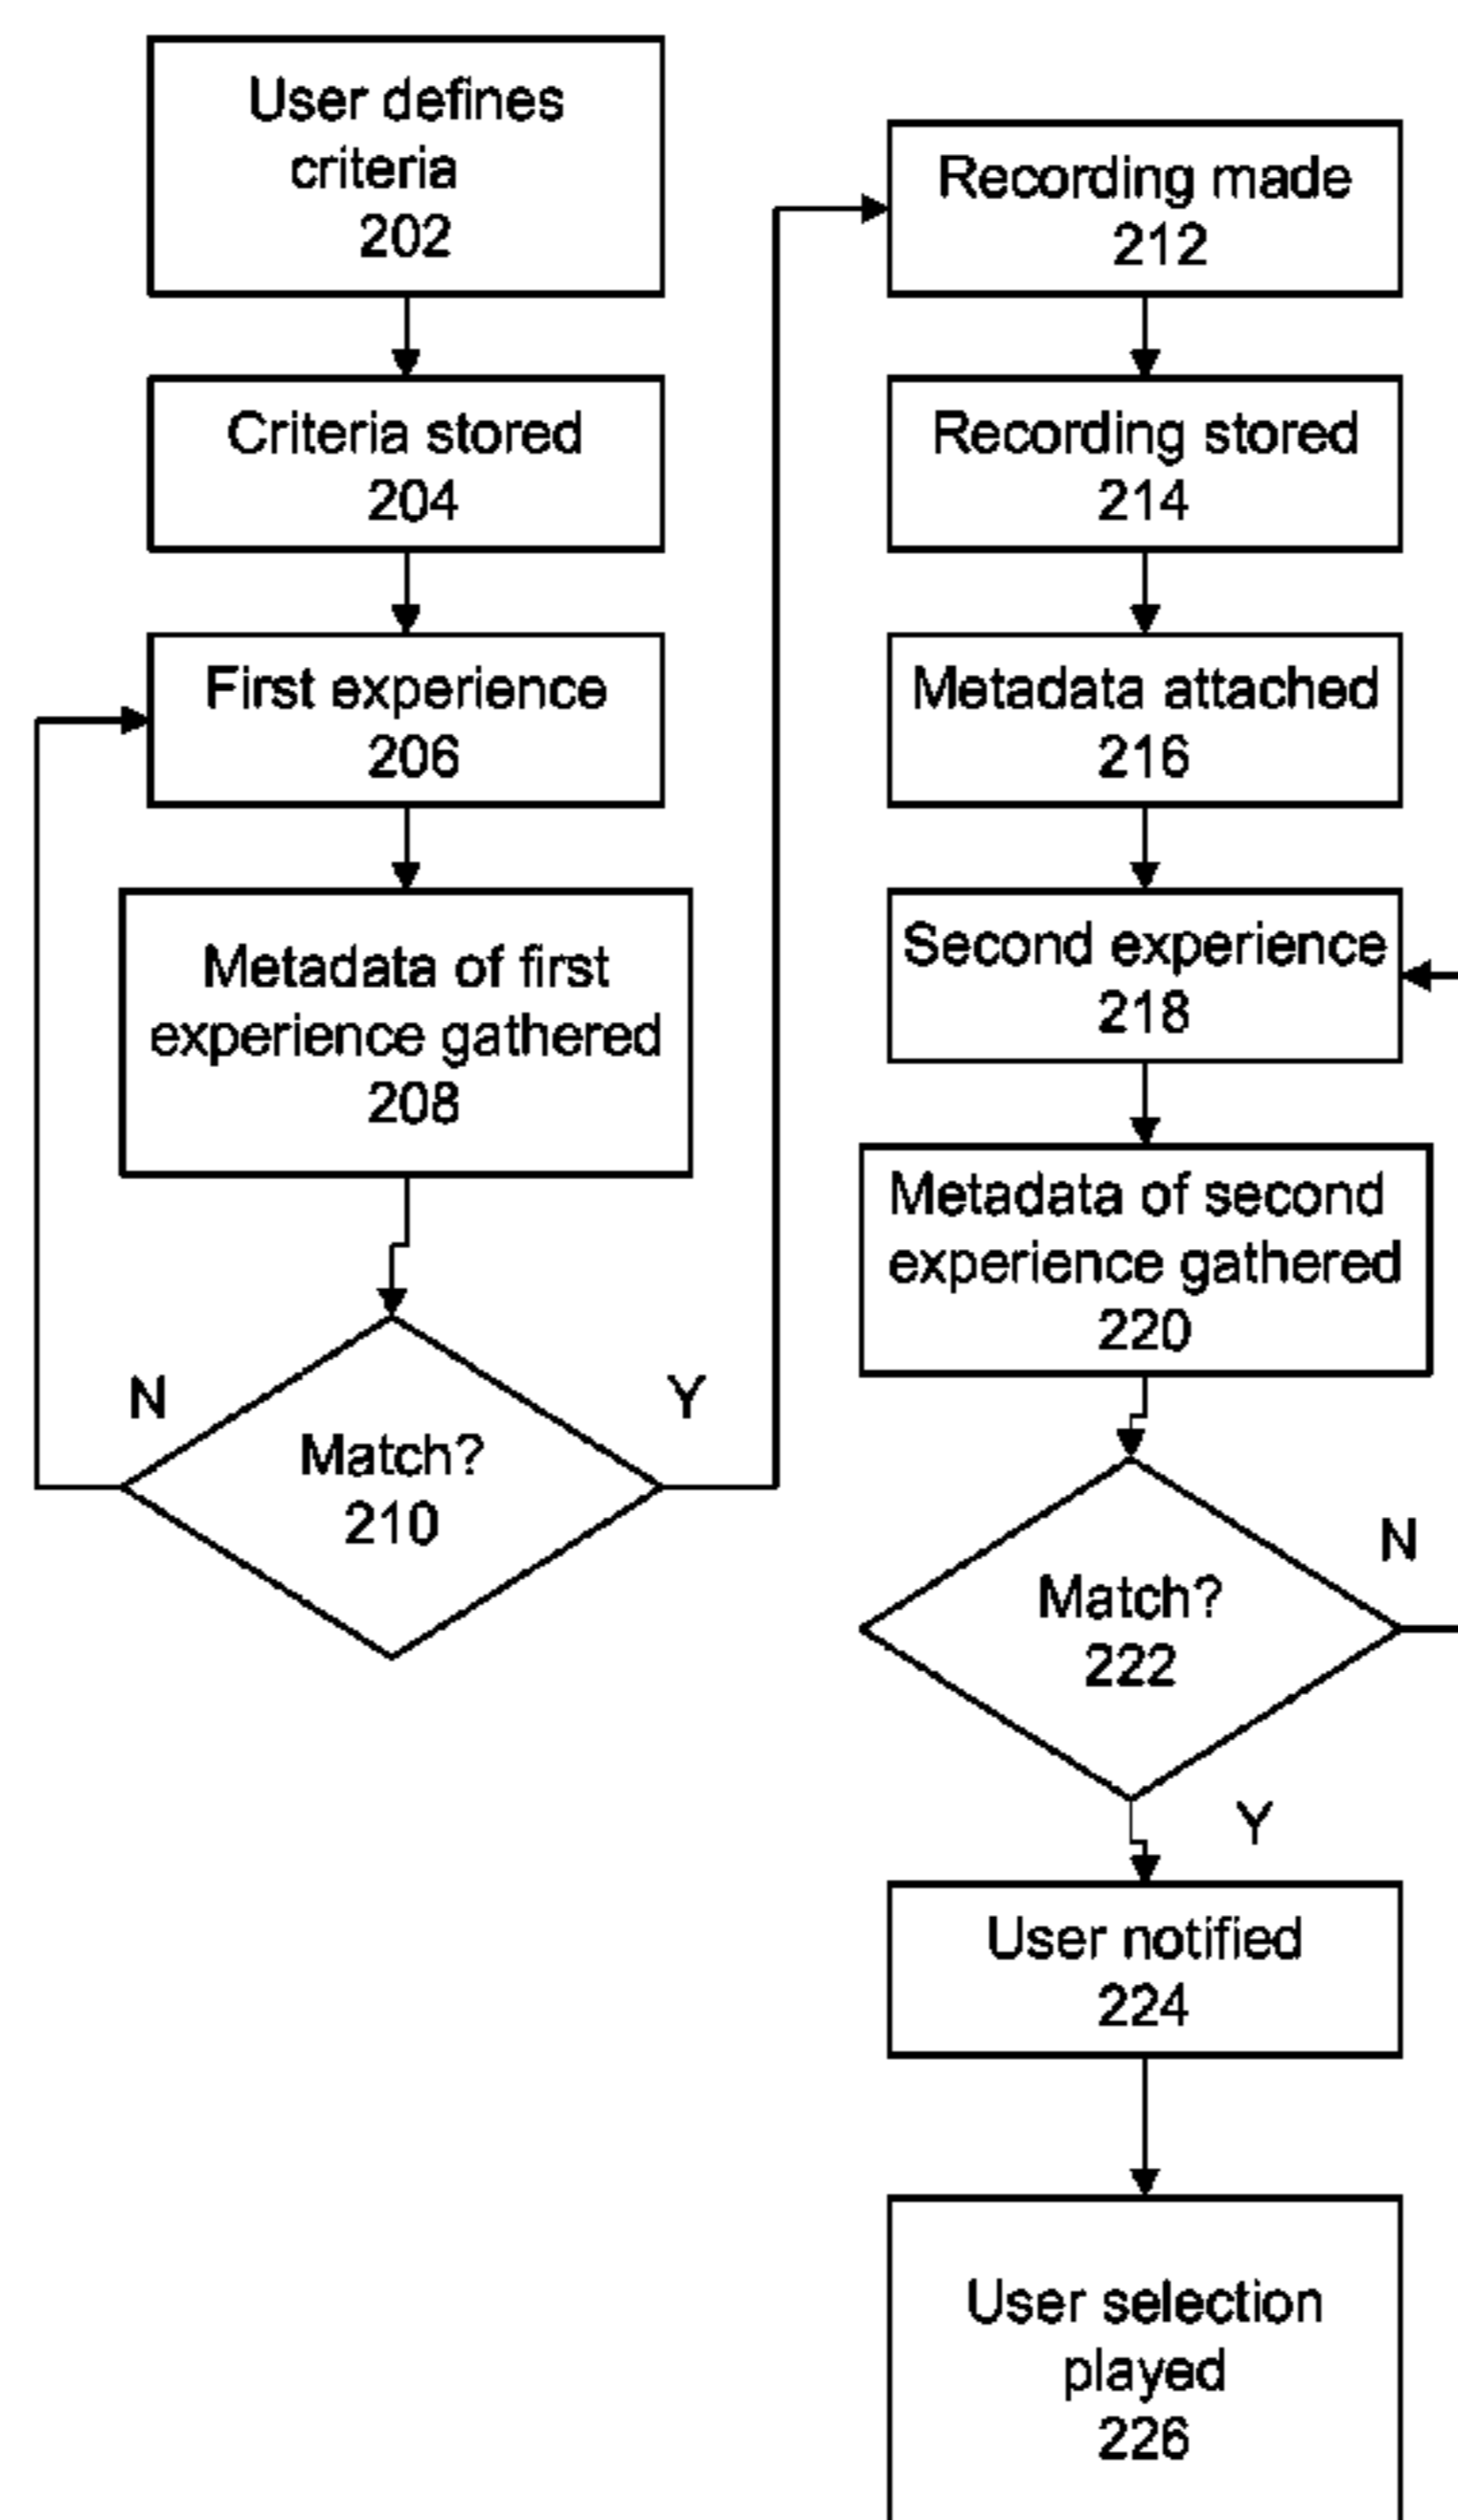 User defines
criteria
202
Criteria stored
204
First experience
206
Metadata of first
experience gathered
208
N
Y
Match?
210
Recording made
212
Recording stored
214
Metadata attached
216
Second experience
218
Metadata of second
experience gathered
220
N
Match?
222
Y
User notified
224
User selection
played
226